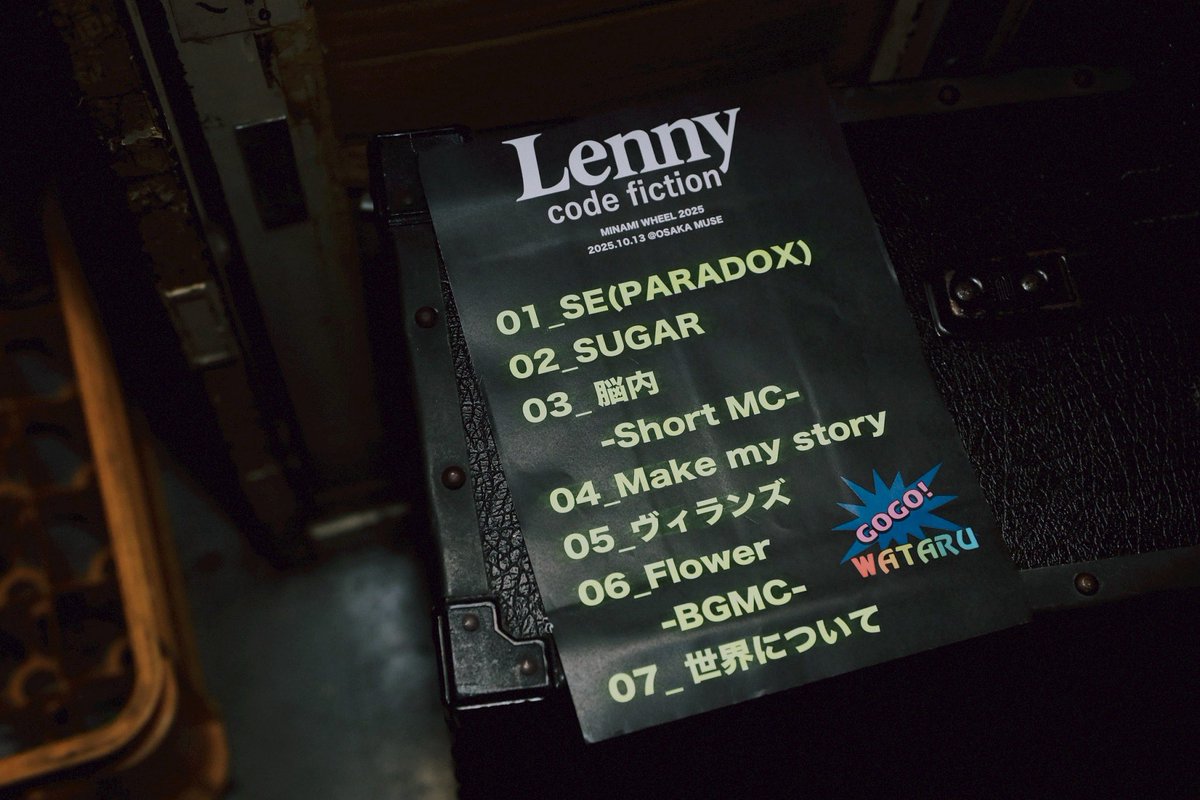 Lenny
code fiction
MINAMI WHEEL 2025
2025.10.13 @OSAKA MUSE
01_SE(PARADOX)
02_SUGAR
03_脳内
-Short MC-
04_Make my story
05_ヴィランズ
06_Flower
-BGMC-
07_世界について
GOGO!
WATARU